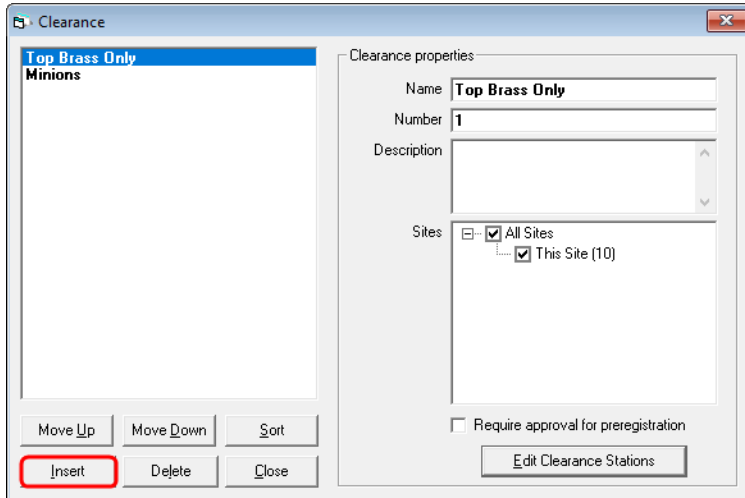 Clearance
Top Brass Only
Minions
Clearance properties
Name Top Brass Only
Number 1
Description
Sites
All Sites
This Site (10)
Require approval for preregistration
Edit Clearance Stations
Move Up Move Down Sort
Insert Delete Close